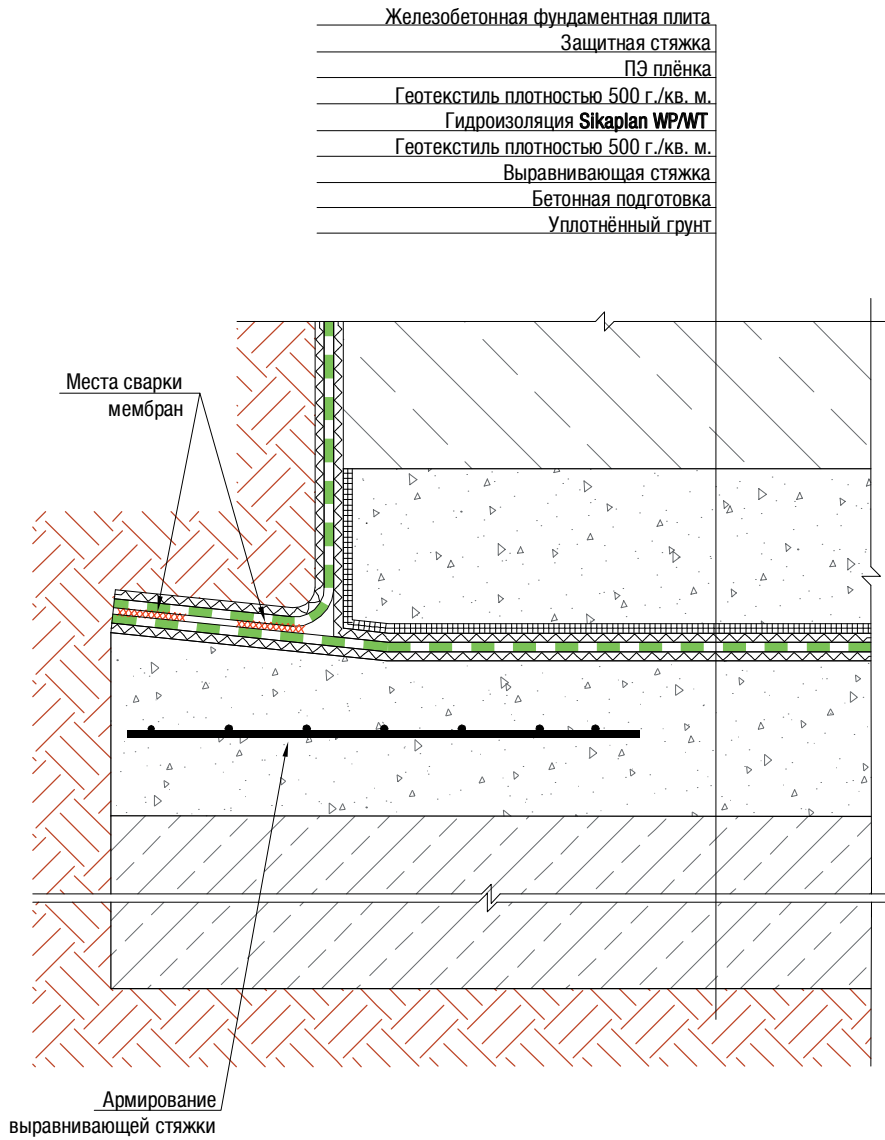 Железобетонная фундаментная плита
Защитная стяжка
ПЭ плёнка
Геотекстиль плотностью 500 г./кв. м.
Гидроизоляция Sikaplan WP/WT
Геотекстиль плотностью 500 г./кв. м.
Выравнивающая стяжка
Бетонная подготовка
Уплотнённый грунт
Места сварки
мембран
Армирование
выравнивающей стяжки